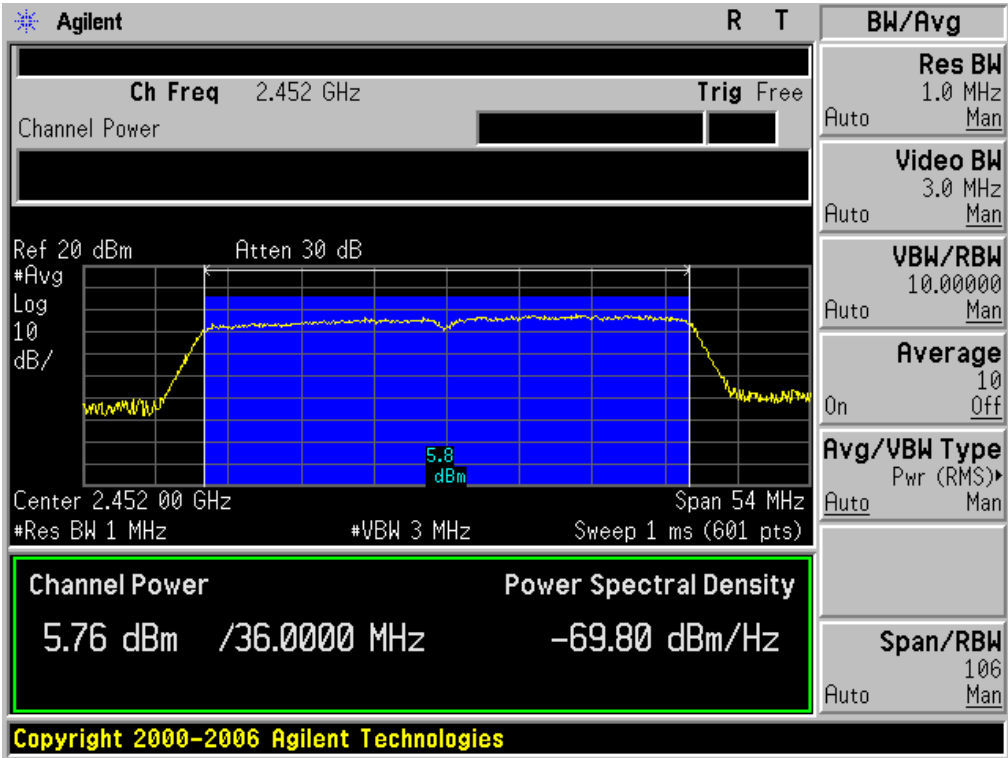 Agilent R T
Ch Freq 2.452 GHz Trig Free
Channel Power
Ref 20 dBm Atten 30 dB
#Avg
Log
10
dB/
5.8
dBm
Center 2.452 00 GHz Span 54 MHz
#Res BW 1 MHz #VBW 3 MHz Sweep 1 ms (601 pts)
Channel Power Power Spectral Density
5.76 dBm /36.0000 MHz -69.80 dBm/Hz
Copyright 2000-2006 Agilent Technologies
BW/Avg
Res BW
1.0 MHz
Auto Man
Video BW
3.0 MHz
Auto Man
VBW/RBW
10.00000
Auto Man
Average
10
On Off
Avg/VBW Type
Pwr (RMS)▸
Auto Man
Span/RBW
106
Auto Man